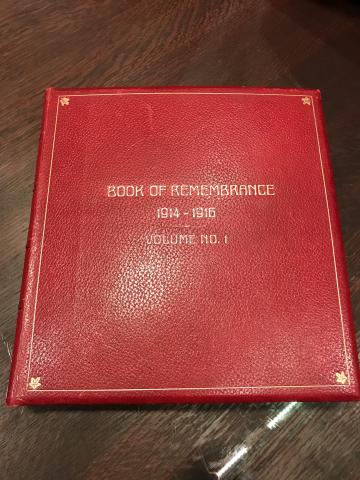 BOOK OF REMEMBRANCE
1914-1916
VOLUME NO. 1